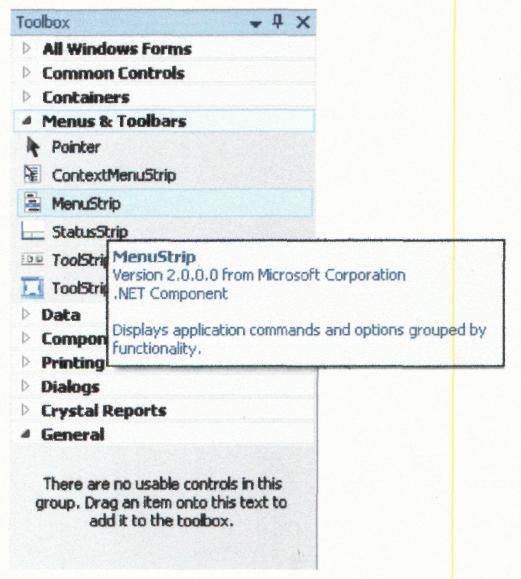 Toolbox
All Windows Forms
Common Controls
Containers
Menus & Toolbars
Pointer
ContextMenuStrip
MenuStrip
StatusStrip
ToolStrip
ToolStrip
MenuStrip
Version 2.0.0.0 from Microsoft Corporation
.NET Component
Displays application commands and options grouped by
functionality.
Data
Compon
Printing
Dialogs
Crystal Reports
General
There are no usable controls in this
group. Drag an item onto this text to
add it to the toolbox.